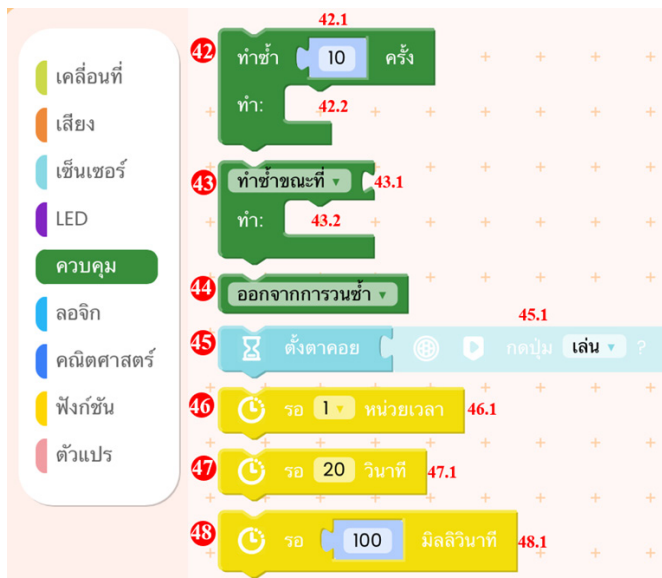 เคลื่อนที่
เสียง
เซ็นเซอร์
LED
ควบคุม
ลอจิก
คณิตศาสตร์
ฟังก์ชัน
ตัวแปร
42.1
42 ทำซ้ำ 10 ครั้ง
ทำ: 42.2
43 ทำซ้ำขณะที่ 43.1
ทำ: 43.2
44 ออกจากการวนซ้ำ
45.1
45 ตั้งตาคอย กดปุ่ม เล่น ?
46 รอ 1 หน่วยเวลา 46.1
47 รอ 20 วินาที 47.1
48 รอ 100 มิลลิวินาที 48.1